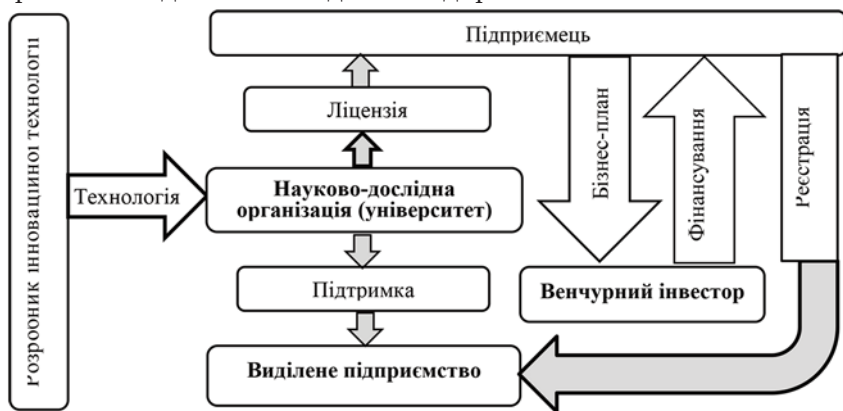 Підприємець
Ліцензія
Розробник інноваційної технології
Технологія
Науково-дослідна
організація (університет)
Бізнес-план
Фінансування
Реєстрація
Підтримка
Венчурний інвестор
Виділене підприємство